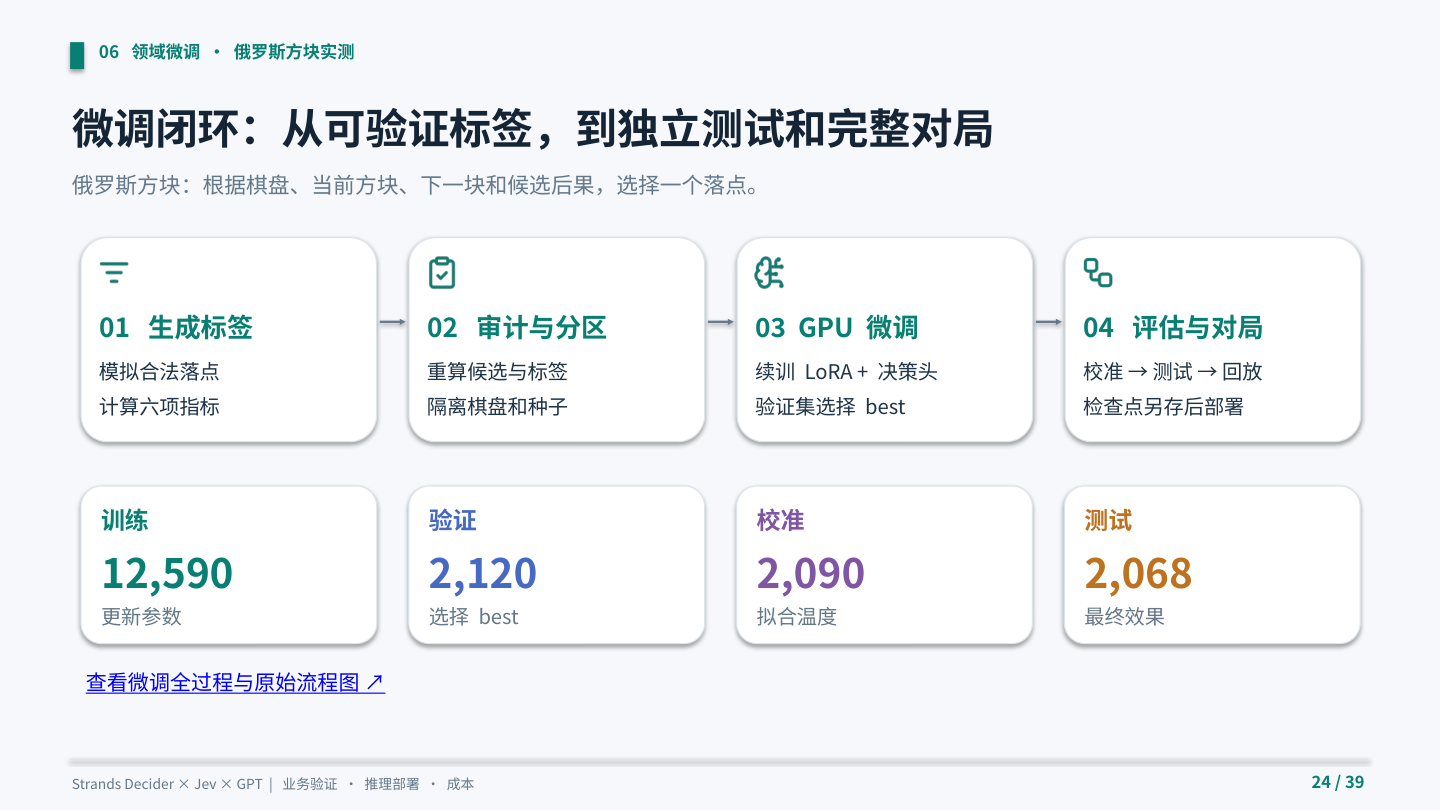 06 领域微调 · 俄罗斯方块实测
微调闭环：从可验证标签，到独立测试和完整对局
俄罗斯方块：根据棋盘、当前方块、下一块和候选后果，选择一个落点。
01 生成标签
模拟合法落点
计算六项指标
02 审计与分区
重算候选与标签
隔离棋盘和种子
03 GPU 微调
续训 LoRA + 决策头
验证集选择 best
04 评估与对局
校准 → 测试 → 回放
检查点另存后部署
训练
12,590
更新参数
验证
2,120
选择 best
校准
2,090
拟合温度
测试
2,068
最终效果
查看微调全过程与原始流程图 ↗
Strands Decider × Jev × GPT | 业务验证 · 推理部署 · 成本
24 / 39